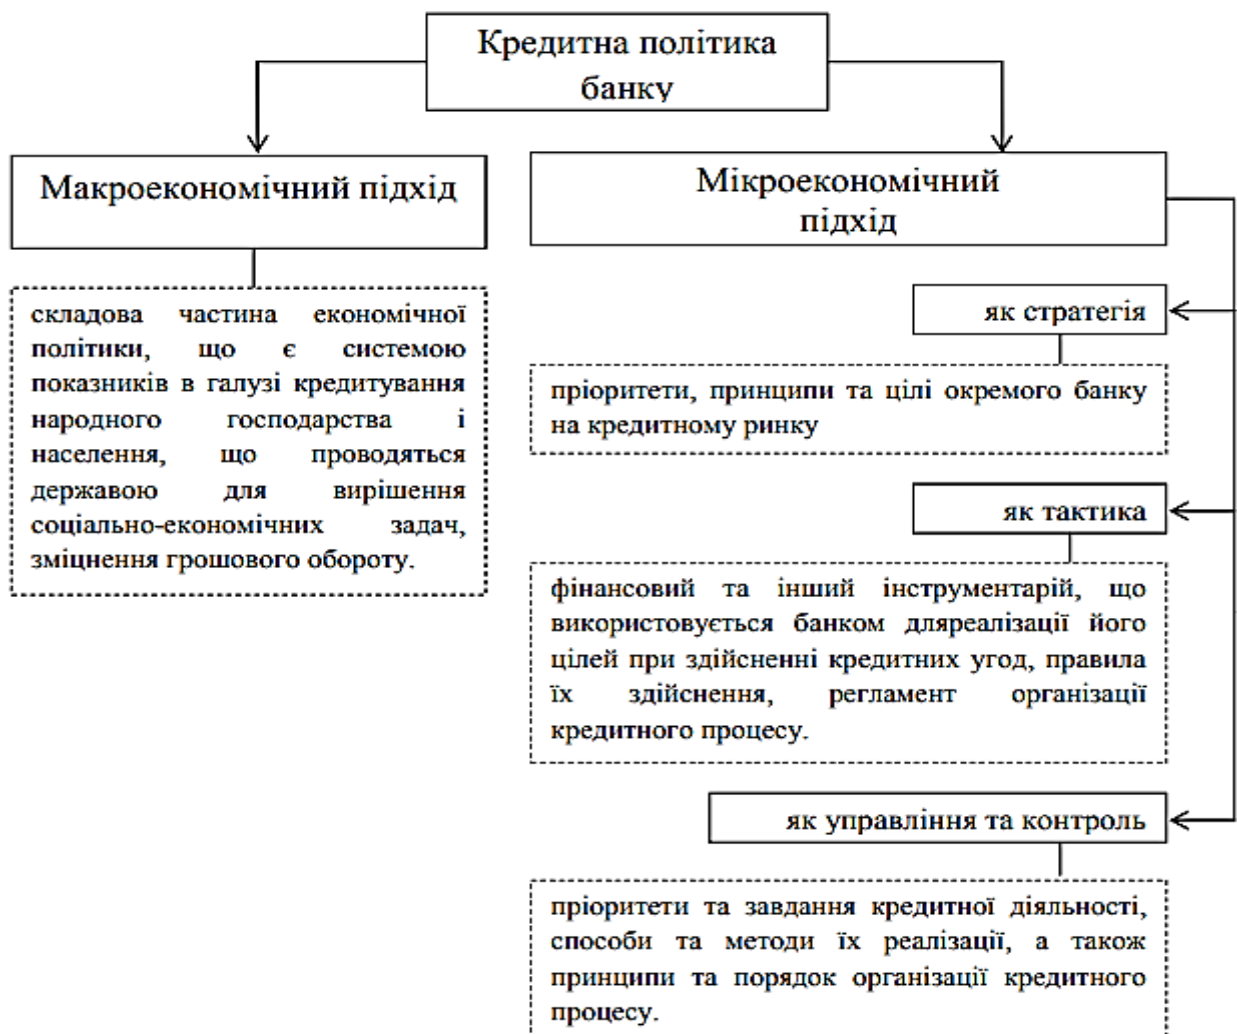 Кредитна політика
банку
Макроекономічний підхід
складова частина економічної
політики, що є системою
показників в галузі кредитування
народного господарства і
населення, що проводяться
державою для вирішення
соціально-економічних задач,
зміцнення грошового обороту.
Мікроекономічний
підхід
як стратегія
пріоритети, принципи та цілі окремого банку
на кредитному ринку
як тактика
фінансовий та інший інструментарій, що
використовується банком дляреалізації його
цілей при здійсненні кредитних угод, правила
їх здійснення, регламент організації
кредитного процесу.
як управління та контроль
пріоритети та завдання кредитної діяльності,
способи та методи їх реалізації, а також
принципи та порядок організації кредитного
процесу.